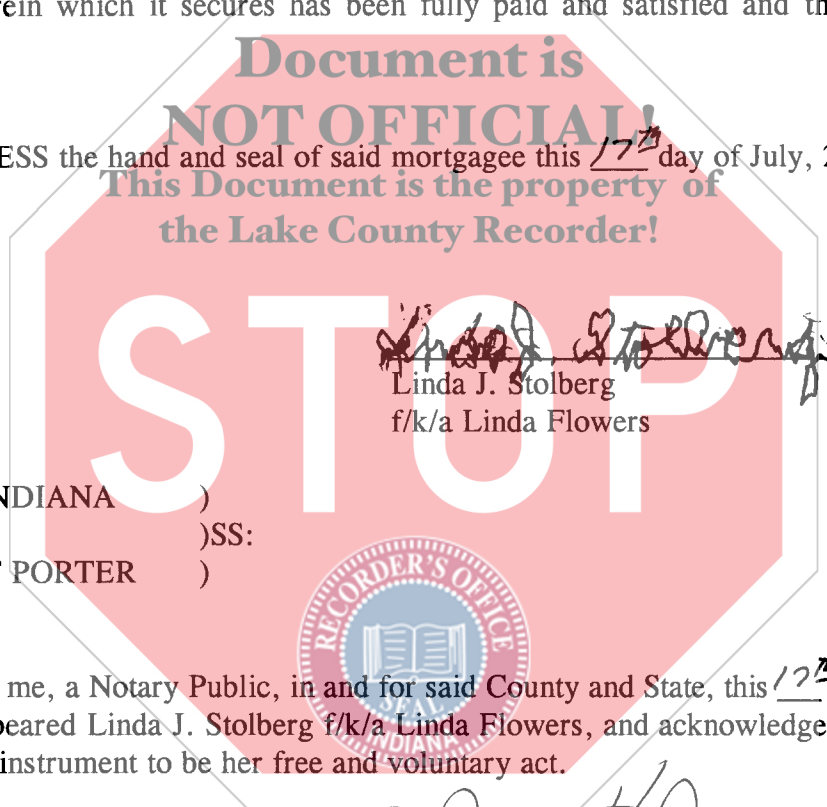 rein which it secures has been fully paid and satisfied and th
Document is
NOT OFFICIAL!
ESS the hand and seal of said mortgagee this 17th day of July, 2
This Document is the property of
the Lake County Recorder!
STOP
Linda J. Stolberg
Linda J. Stolberg
f/k/a Linda Flowers
NDIANA )
)SS:
PORTER )
RECORDER'S OFFICE
SEAL
INDIANA
me, a Notary Public, in and for said County and State, this 17th
peared Linda J. Stolberg f/k/a Linda Flowers, and acknowledge
instrument to be her free and voluntary act.